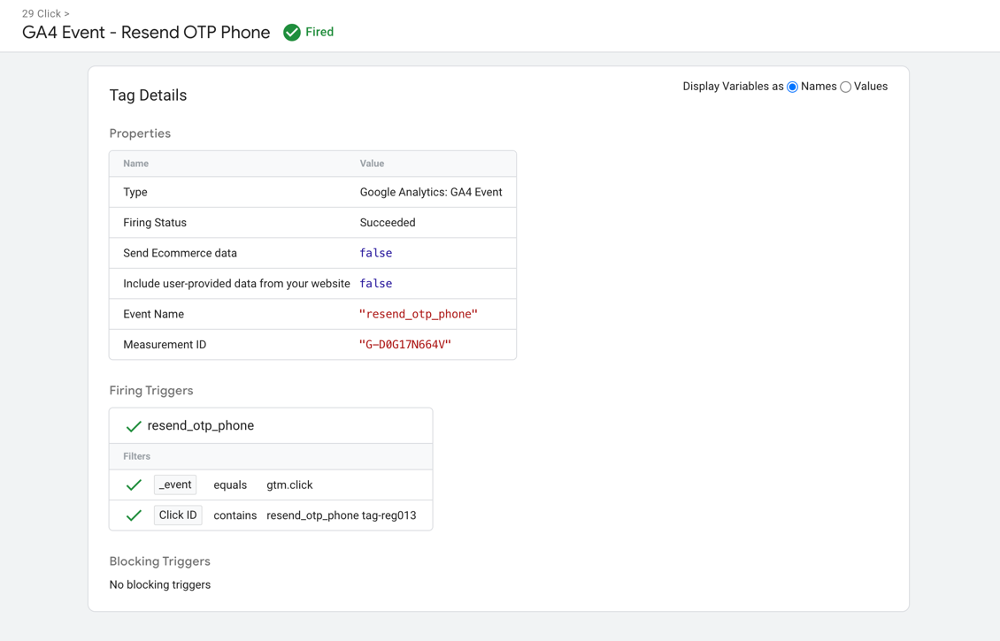 29 Click >
GA4 Event - Resend OTP Phone Fired
Tag Details
Display Variables as Names Values
Properties
Name Value
Type Google Analytics: GA4 Event
Firing Status Succeeded
Send Ecommerce data false
Include user-provided data from your website false
Event Name "resend_otp_phone"
Measurement ID "G-D0G17N664V"
Firing Triggers
resend_otp_phone
Filters
_event equals gtm.click
Click ID contains resend_otp_phone tag-reg013
Blocking Triggers
No blocking triggers